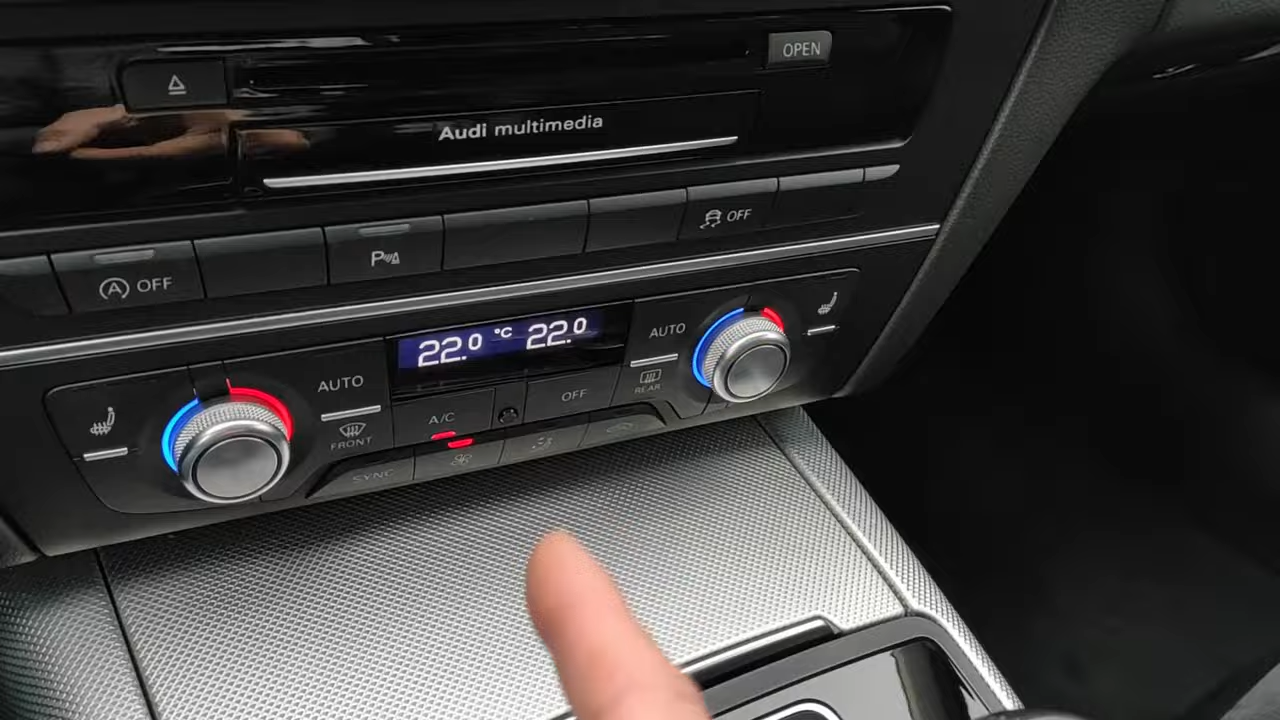 OPEN
Audi multimedia
A OFF
P
OFF
22.0 °C 22.0
AUTO
REAR
AUTO
FRONT
A/C
OFF
SYNC